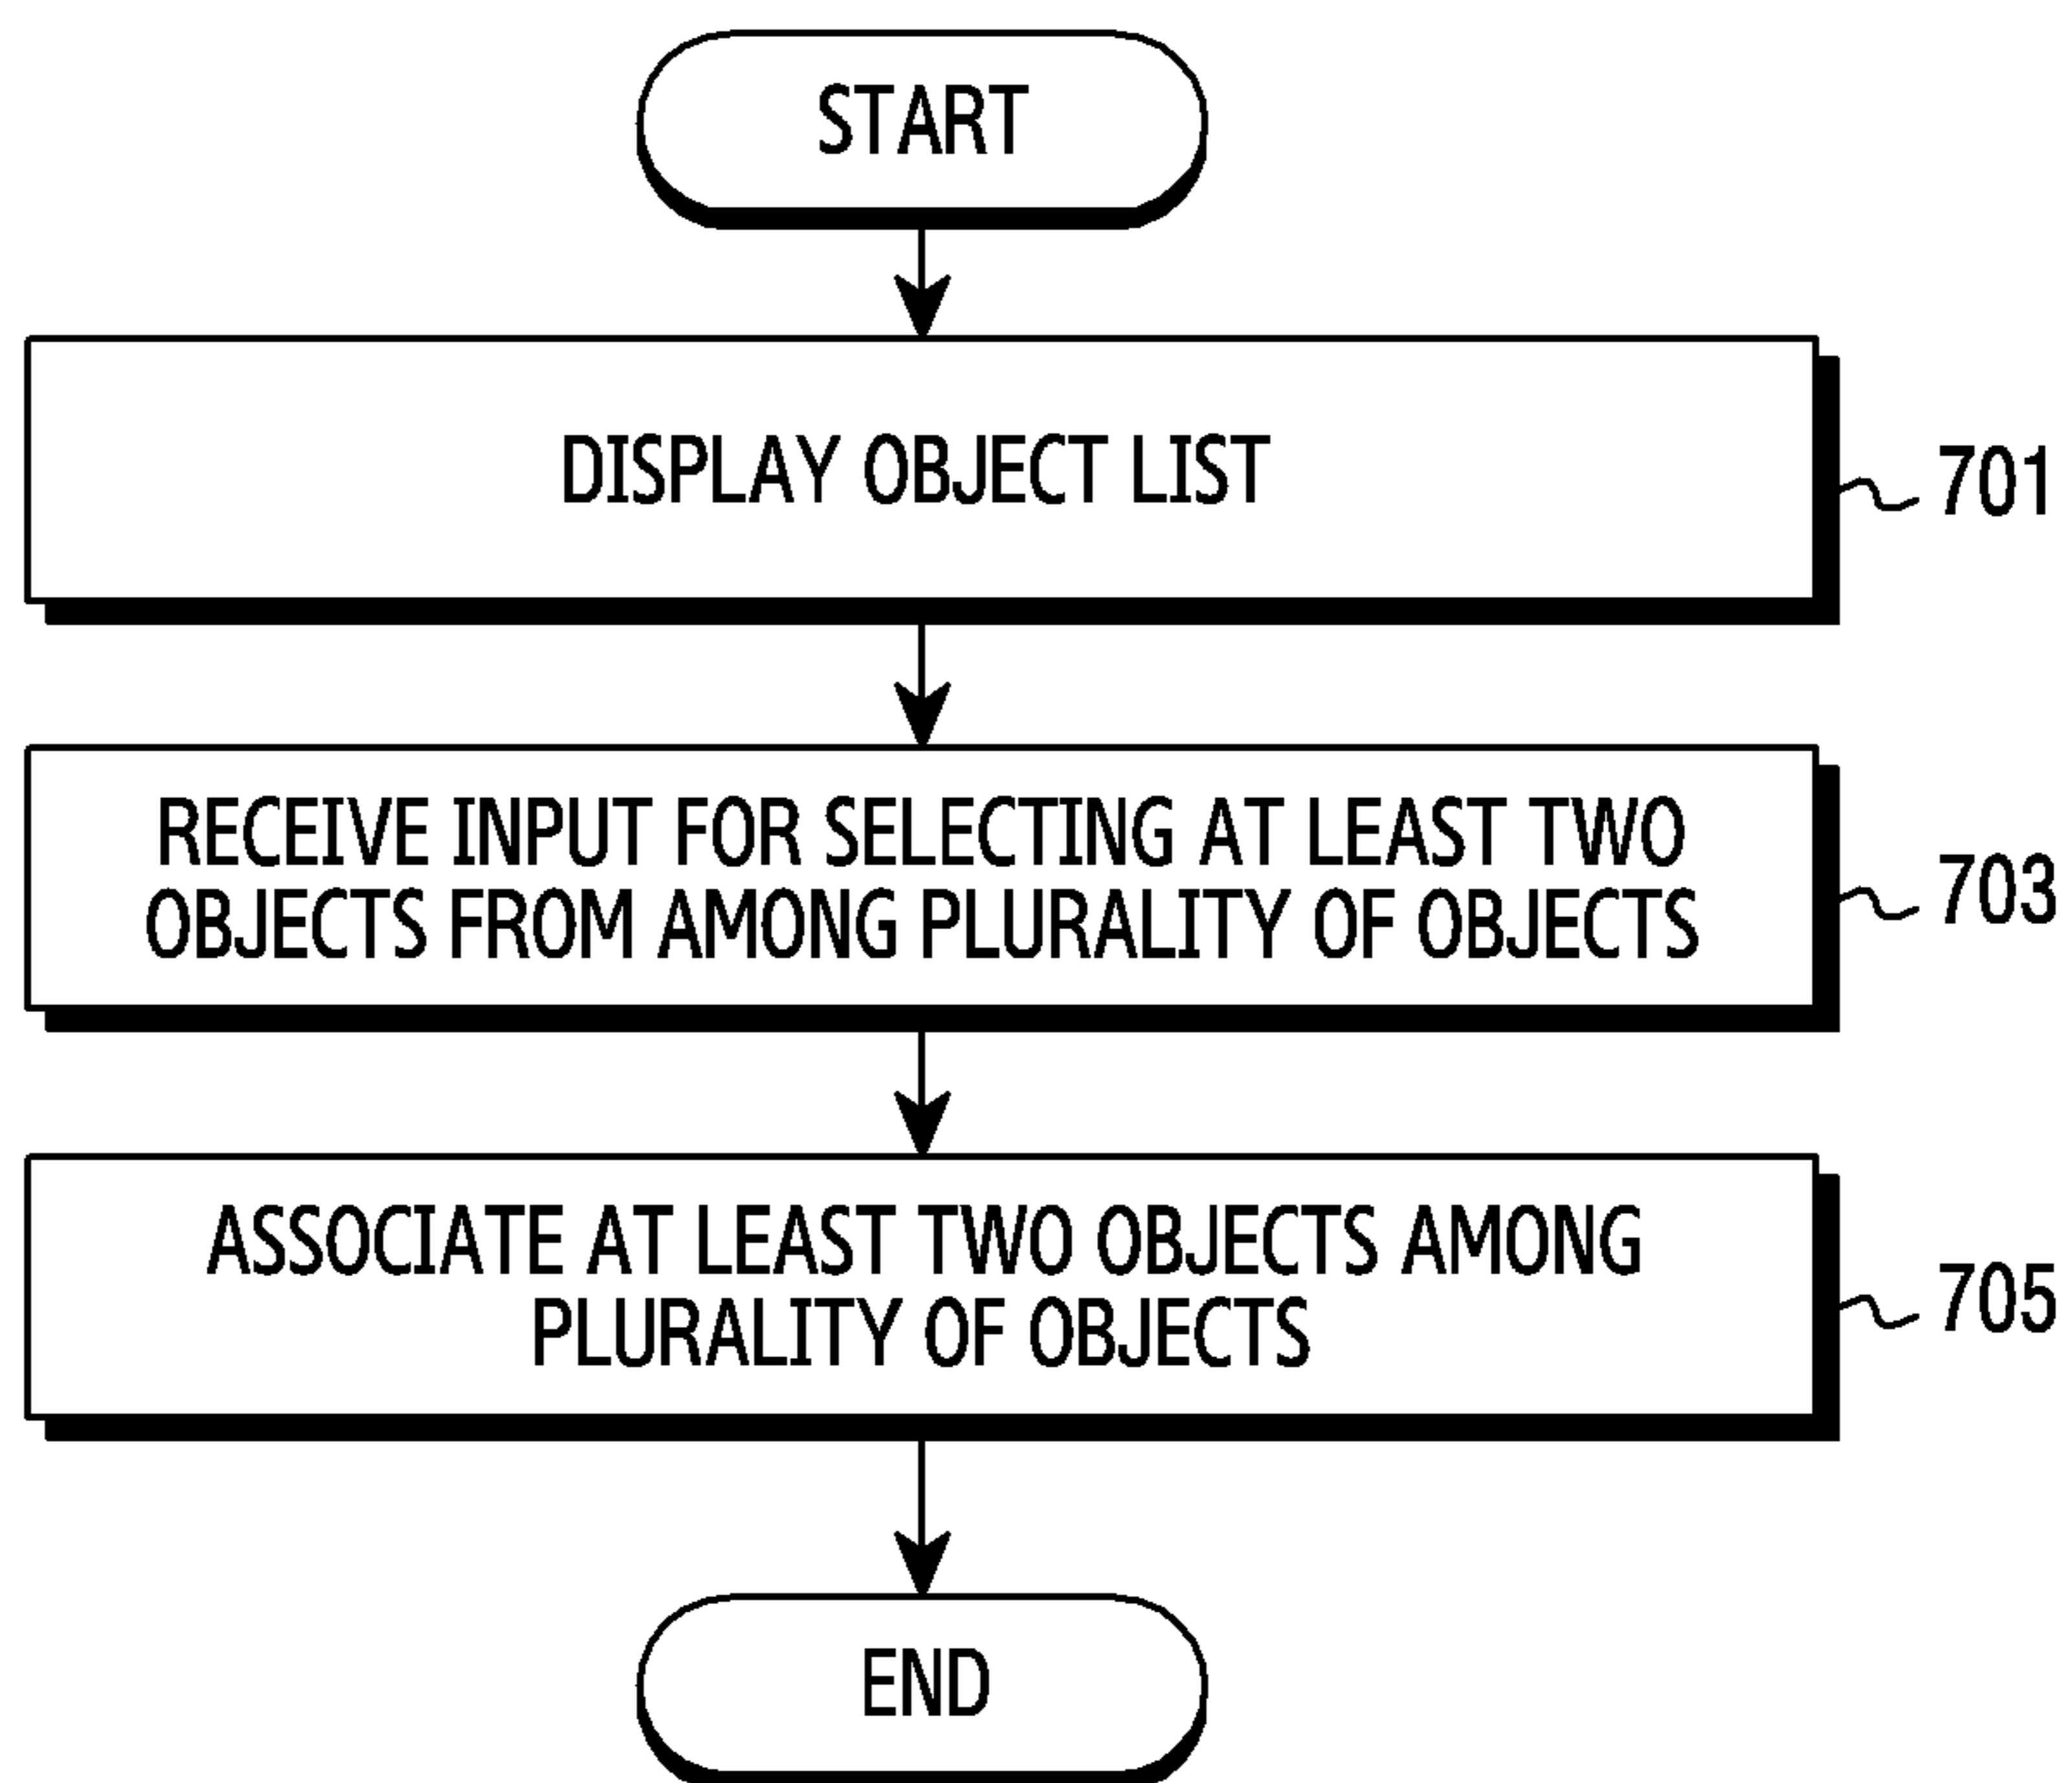 START
DISPLAY OBJECT LIST
701
RECEIVE INPUT FOR SELECTING AT LEAST TWO
OBJECTS FROM AMONG PLURALITY OF OBJECTS
703
ASSOCIATE AT LEAST TWO OBJECTS AMONG
PLURALITY OF OBJECTS
705
END